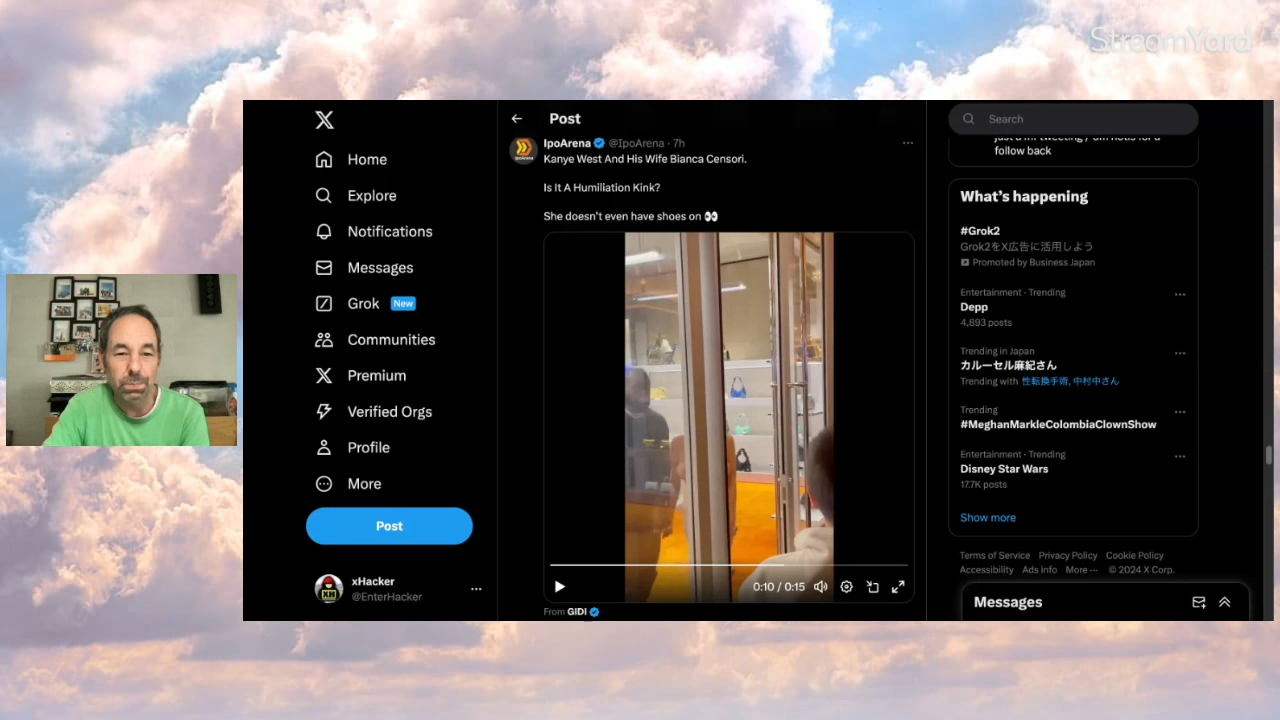 StreamYard
Home
Explore
Notifications
Messages
Grok New
Communities
Premium
Verified Orgs
Profile
More
Post
xHacker
@EnterHacker
Post
IpoArena @IpoArena · 7h
Kanye West And His Wife Bianca Censori.
Is It A Humiliation Kink?
She doesn't even have shoes on 👀
0:10 / 0:15
From GIDI
Search
follow back
What's happening
#Grok2
Grok2をX広告に活用しよう
Promoted by Business Japan
Entertainment · Trending
Depp
4,893 posts
Trending in Japan
カルーセル麻紀さん
Trending with 性転換手術, 中村中さん
Trending
#MeghanMarkleColombiaClownShow
Entertainment · Trending
Disney Star Wars
17.7K posts
Show more
Terms of Service Privacy Policy Cookie Policy
Accessibility Ads info More ··· © 2024 X Corp.
Messages